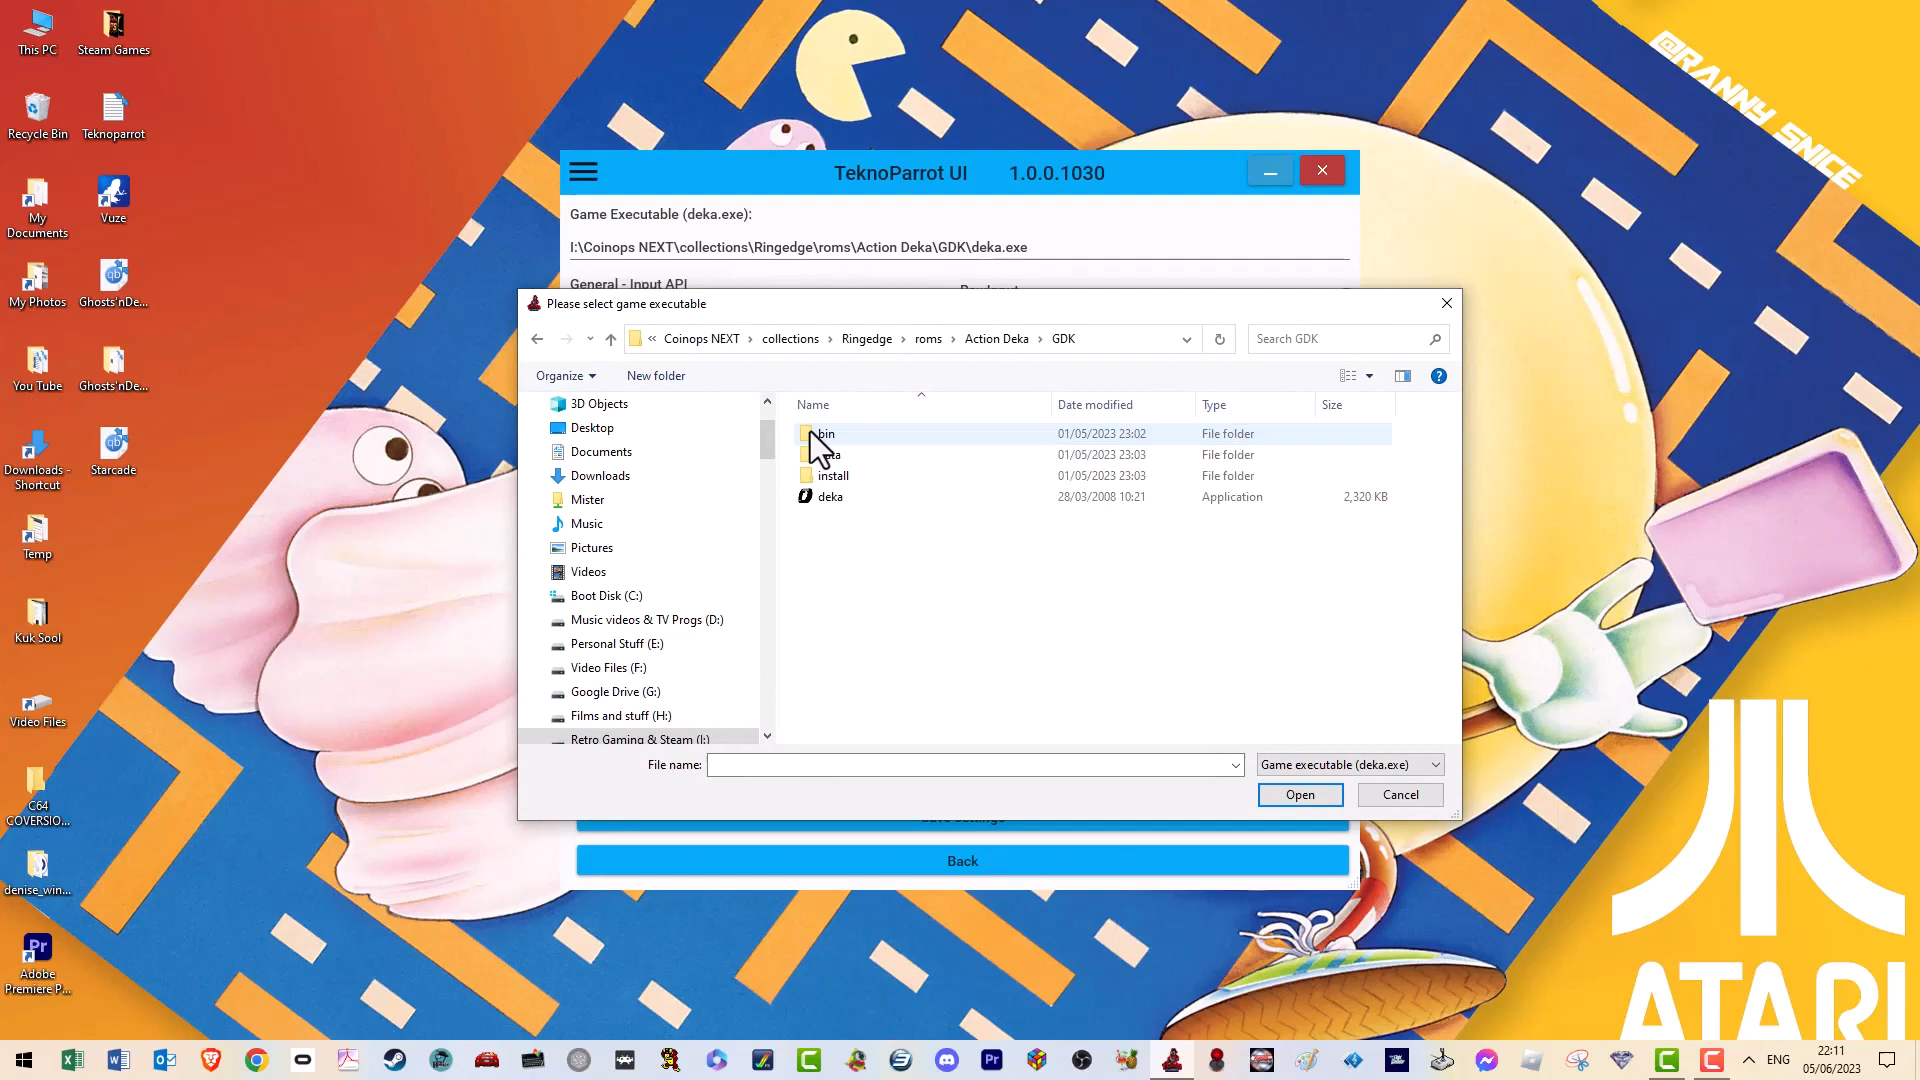 This PC
Steam Games
Recycle Bin
Teknoparrot
My Documents
Vuze
My Photos
Ghosts'nDe...
You Tube
Ghosts'nDe...
Downloads - Shortcut
Starcade
Temp
Kuk Sool
Video Files
C64 COVERSIO...
denise_win...
Adobe Premiere P...
@RANNY SNICE
TeknoParrot UI 1.0.0.1030
Game Executable (deka.exe):
I:\Coinops NEXT\collections\Ringedge\roms\Action Deka\GDK\deka.exe
General - Input API
Please select game executable
« Coinops NEXT › collections › Ringedge › roms › Action Deka › GDK
Search GDK
Organize
New folder
3D Objects
Desktop
Documents
Downloads
Mister
Music
Pictures
Videos
Boot Disk (C:)
Music videos & TV Progs (D:)
Personal Stuff (E:)
Video Files (F:)
Google Drive (G:)
Films and stuff (H:)
Retro Gaming & Steam (I:)
Name Date modified Type Size
bin 01/05/2023 23:02 File folder
01/05/2023 23:03 File folder
install 01/05/2023 23:03 File folder
deka 28/03/2008 10:21 Application 2,320 KB
File name:
Game executable (deka.exe)
Open
Cancel
Back
ATARI
ENG
22:11
05/06/2023